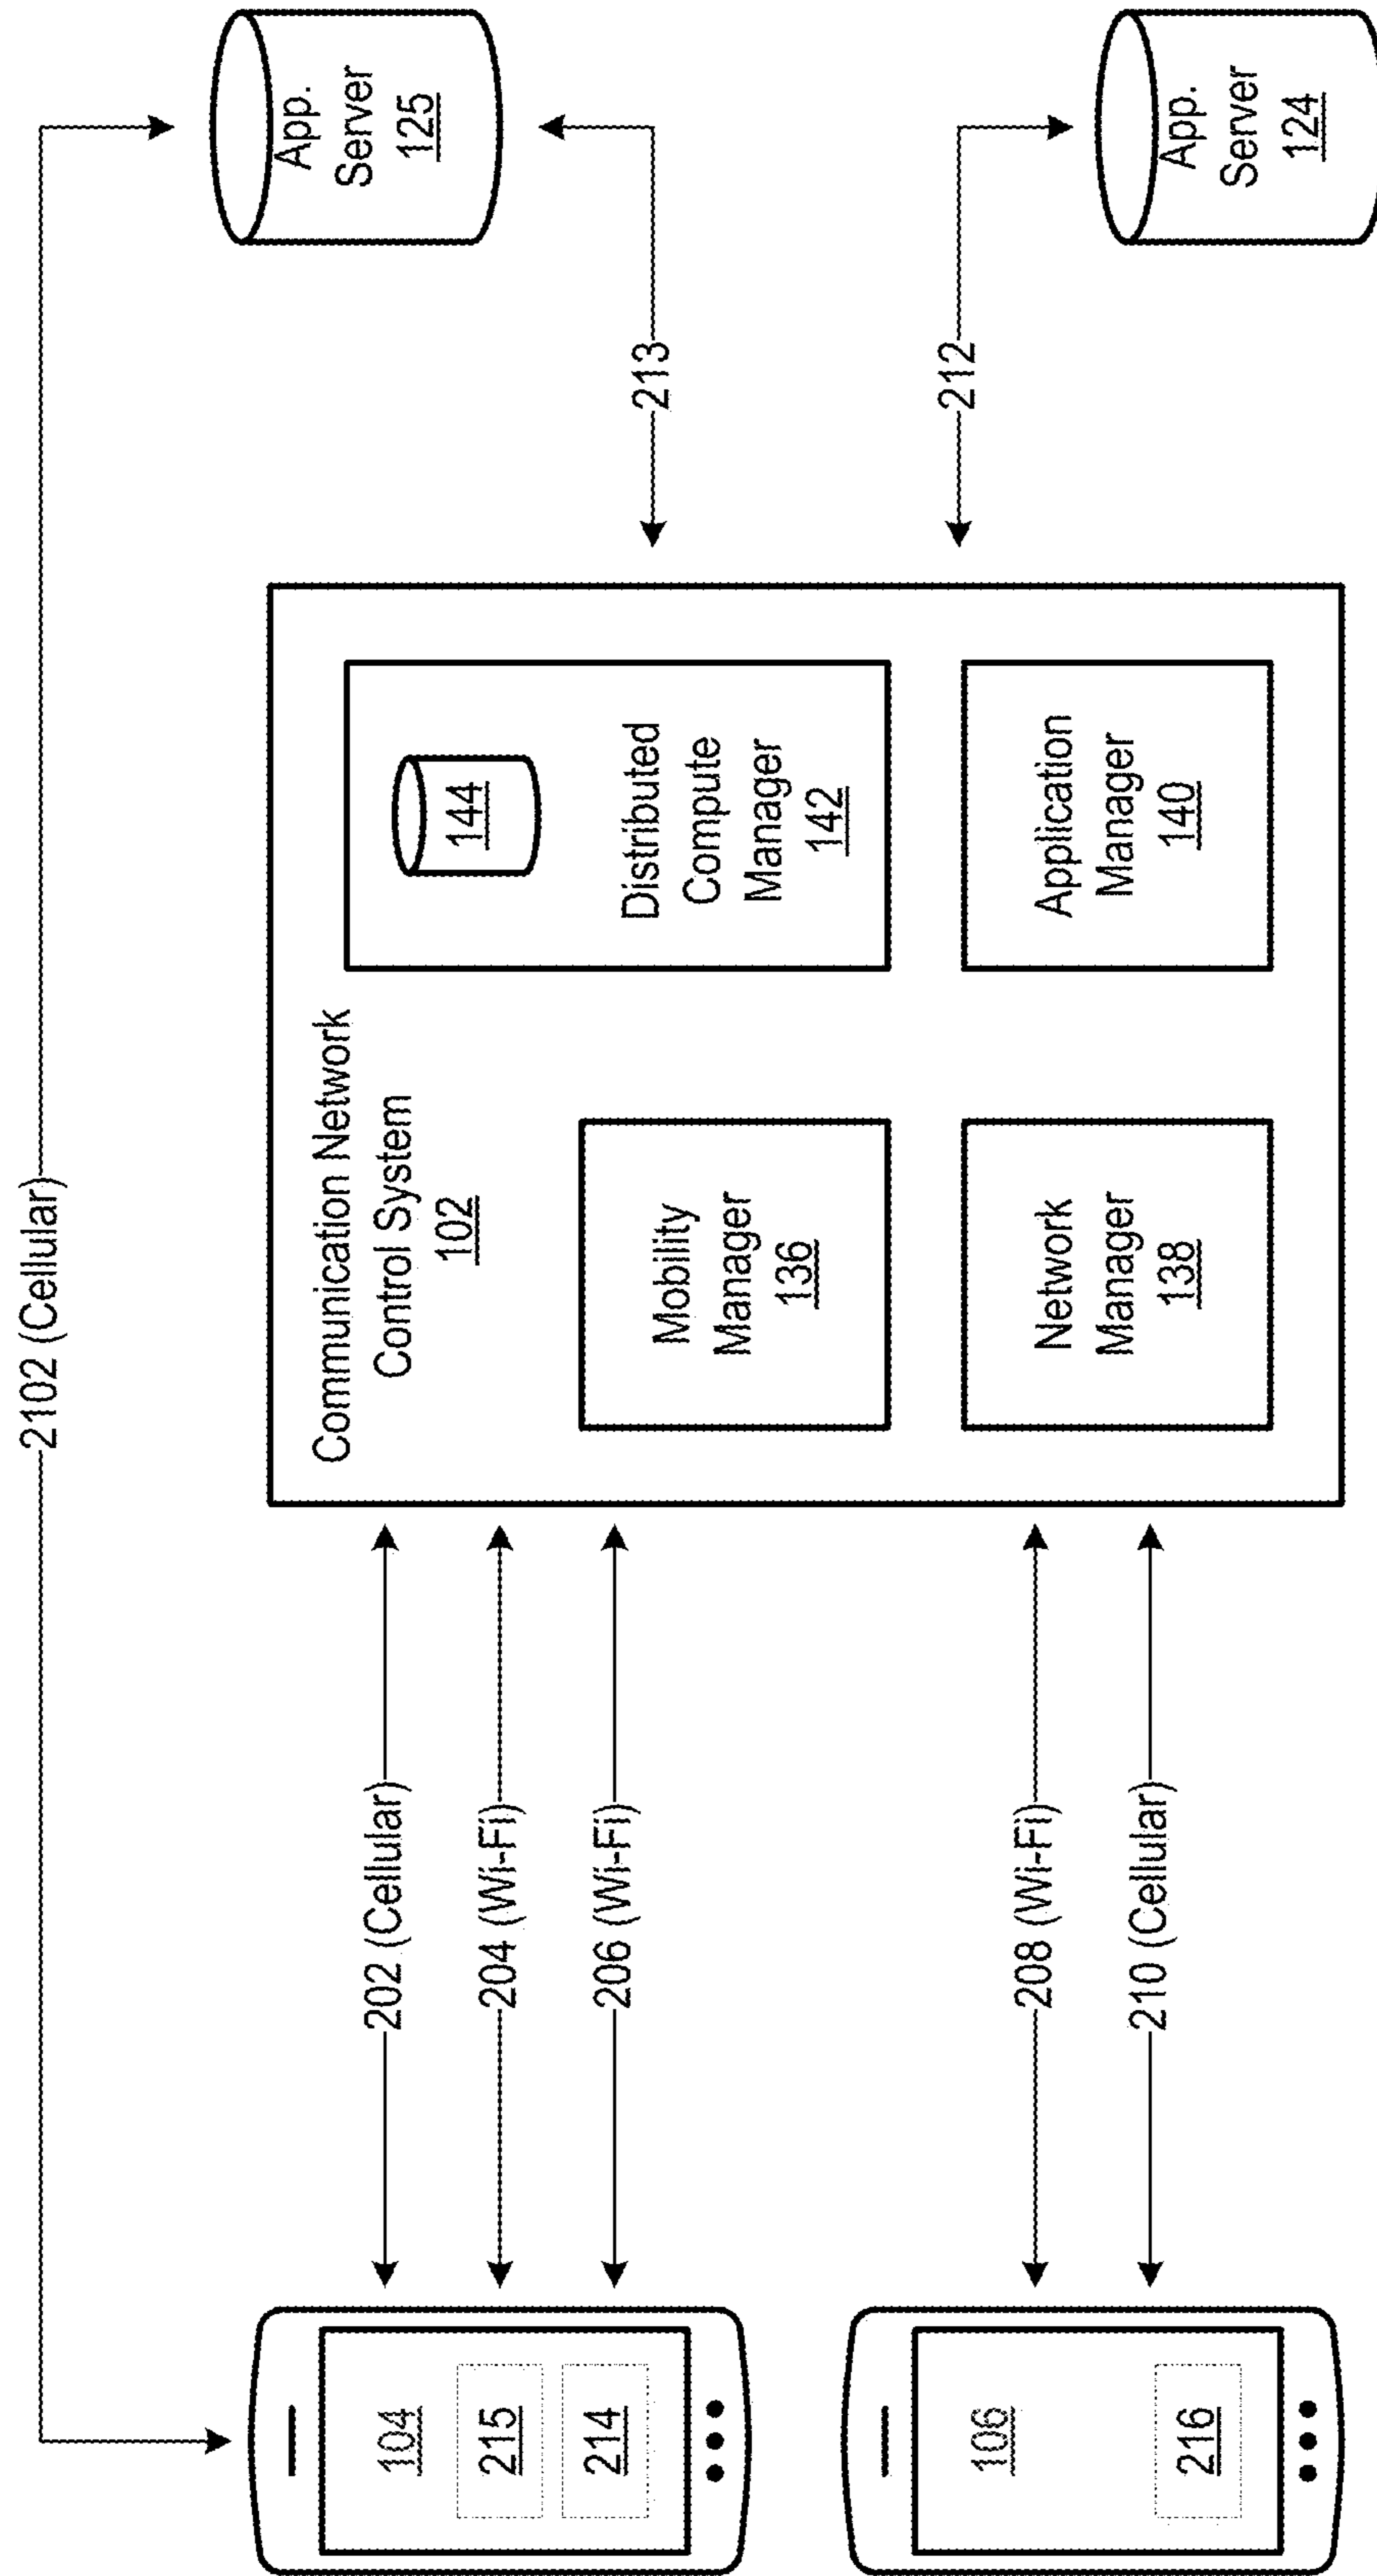 2102 (Cellular)
104
215
214
202 (Cellular)
204 (Wi-Fi)
206 (Wi-Fi)
106
216
208 (Wi-Fi)
210 (Cellular)
Communication Network
Control System
102
Mobility
Manager
136
Network
Manager
138
144
Distributed
Compute
Manager
142
Application
Manager
140
213
212
App.
Server
125
App.
Server
124